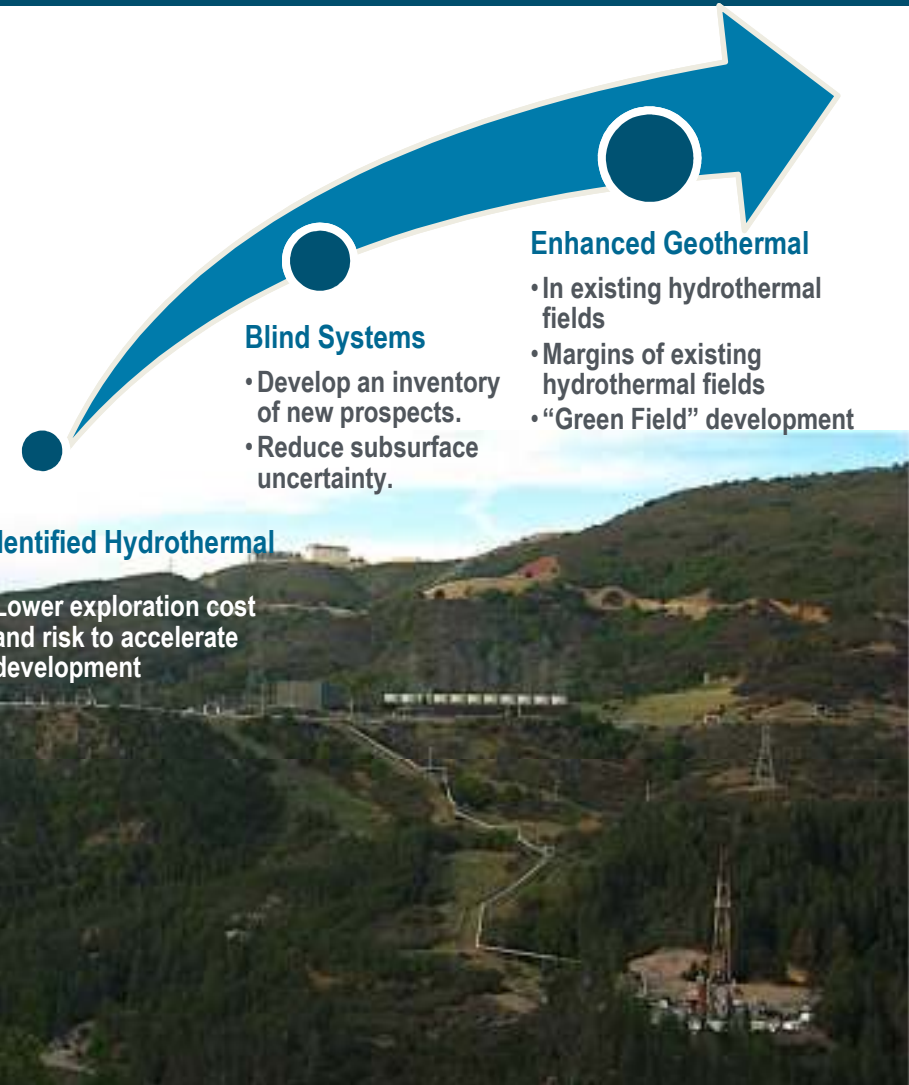 Enhanced Geothermal
• In existing hydrothermal
fields
• Margins of existing
hydrothermal fields
• “Green Field” development
Blind Systems
• Develop an inventory
of new prospects.
• Reduce subsurface
uncertainty.
dentified Hydrothermal
Lower exploration cost
and risk to accelerate
development